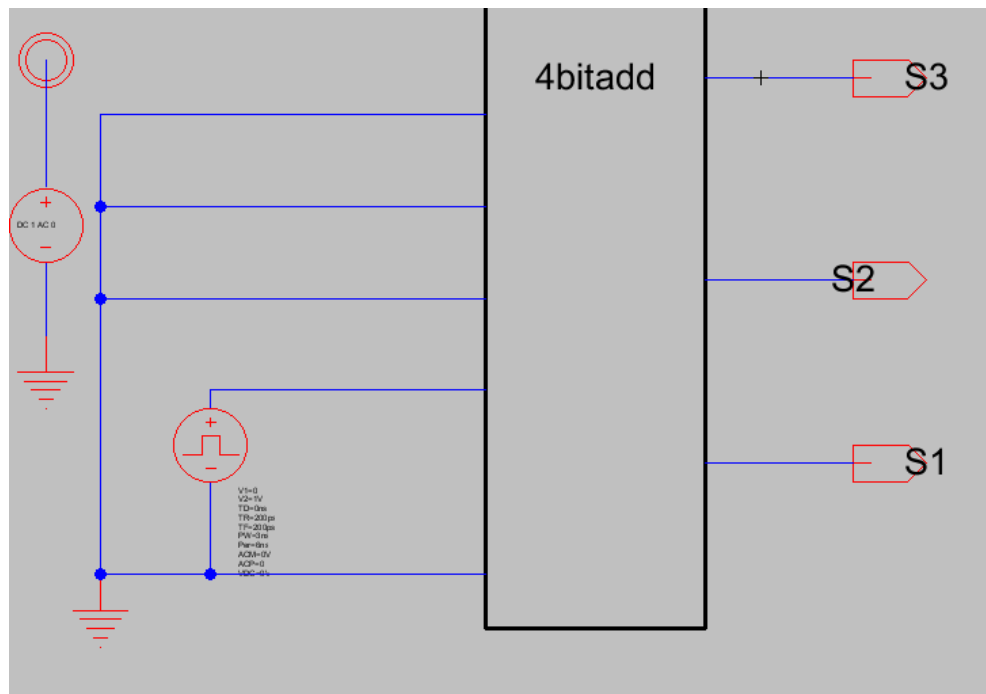 4bitadd
S3
DC 1 AC 0
S2
S1
V1=0
V2=1V
TD=0ns
TR=200ps
TF=200ps
PW=3ns
Per=6ns
ACM=0V
ACP=0